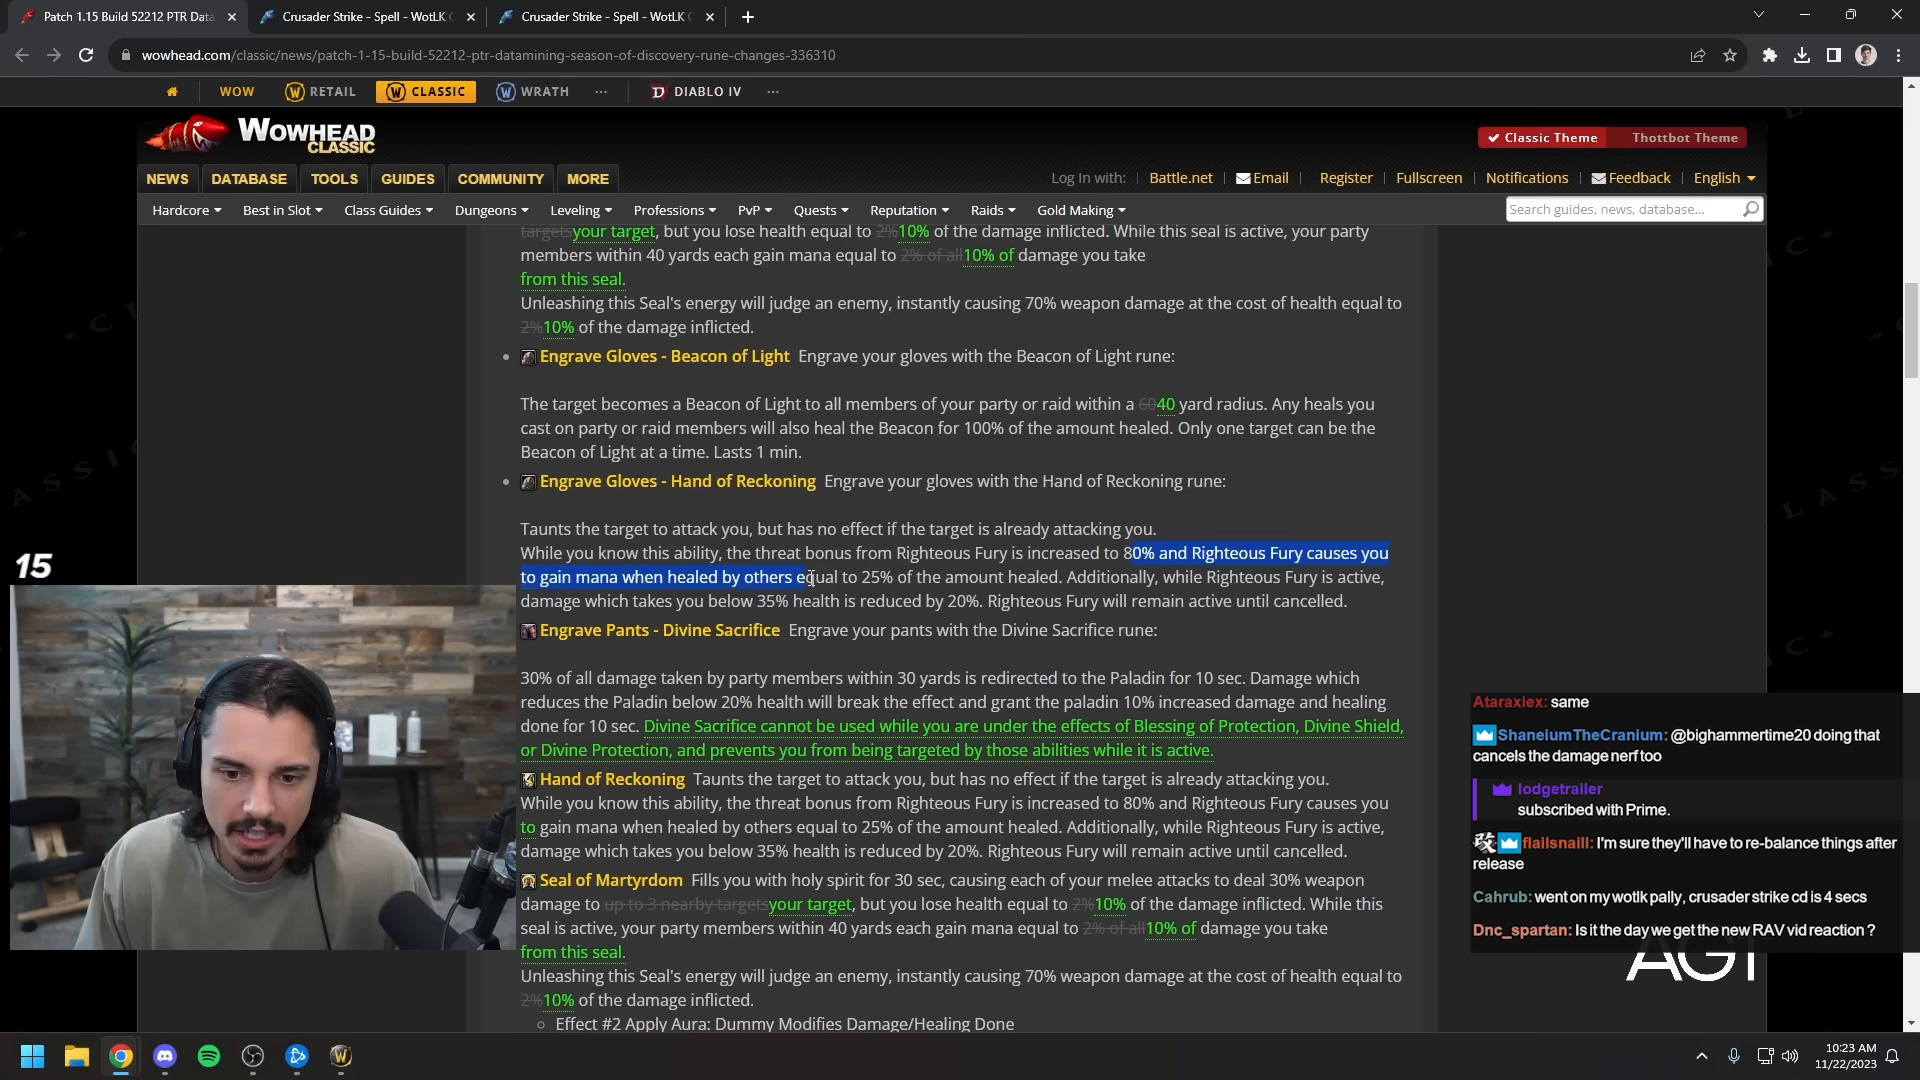 Patch 1.15 Build 52212 PTR Data
Crusader Strike - Spell - WotLK C
Crusader Strike - Spell - WotLK C
wowhead.com/classic/news/patch-1-15-build-52212-ptr-datamining-season-of-discovery-rune-changes-336310
WOW
RETAIL
CLASSIC
WRATH
DIABLO IV
WOWHEAD
CLASSIC
Classic Theme
Thottbot Theme
NEWS DATABASE TOOLS GUIDES COMMUNITY MORE
Log In with: Battle.net Email Register Fullscreen Notifications Feedback English
Hardcore Best in Slot Class Guides Dungeons Leveling Professions PvP Quests Reputation Raids Gold Making
Search guides, news, database...
targetsyour target, but you lose health equal to 2%10% of the damage inflicted. While this seal is active, your party
members within 40 yards each gain mana equal to 2% of all10% of damage you take
from this seal.
Unleashing this Seal's energy will judge an enemy, instantly causing 70% weapon damage at the cost of health equal to
2%10% of the damage inflicted.
Engrave Gloves - Beacon of Light Engrave your gloves with the Beacon of Light rune:
The target becomes a Beacon of Light to all members of your party or raid within a 6040 yard radius. Any heals you
cast on party or raid members will also heal the Beacon for 100% of the amount healed. Only one target can be the
Beacon of Light at a time. Lasts 1 min.
Engrave Gloves - Hand of Reckoning Engrave your gloves with the Hand of Reckoning rune:
Taunts the target to attack you, but has no effect if the target is already attacking you.
While you know this ability, the threat bonus from Righteous Fury is increased to 80% and Righteous Fury causes you
to gain mana when healed by others equal to 25% of the amount healed. Additionally, while Righteous Fury is active,
damage which takes you below 35% health is reduced by 20%. Righteous Fury will remain active until cancelled.
Engrave Pants - Divine Sacrifice Engrave your pants with the Divine Sacrifice rune:
30% of all damage taken by party members within 30 yards is redirected to the Paladin for 10 sec. Damage which
reduces the Paladin below 20% health will break the effect and grant the paladin 10% increased damage and healing
done for 10 sec. Divine Sacrifice cannot be used while you are under the effects of Blessing of Protection, Divine Shield,
or Divine Protection, and prevents you from being targeted by those abilities while it is active.
Hand of Reckoning Taunts the target to attack you, but has no effect if the target is already attacking you.
While you know this ability, the threat bonus from Righteous Fury is increased to 80% and Righteous Fury causes you
to gain mana when healed by others equal to 25% of the amount healed. Additionally, while Righteous Fury is active,
damage which takes you below 35% health is reduced by 20%. Righteous Fury will remain active until cancelled.
Seal of Martyrdom Fills you with holy spirit for 30 sec, causing each of your melee attacks to deal 30% weapon
damage to up to 3 nearby targetsyour target, but you lose health equal to 2%10% of the damage inflicted. While this
seal is active, your party members within 40 yards each gain mana equal to 2% of all10% of damage you take
from this seal.
Unleashing this Seal's energy will judge an enemy, instantly causing 70% weapon damage at the cost of health equal to
2%10% of the damage inflicted.
Effect #2 Apply Aura: Dummy Modifies Damage/Healing Done
15
Ataraxiex: same
ShaneiumTheCranium: @bighammertime20 doing that
cancels the damage nerf too
lodgetrailer
subscribed with Prime.
flailsnaill: I'm sure they'll have to re-balance things after
release
Cahrub: went on my wotlk pally, crusader strike cd is 4 secs
Dnc_spartan: Is it the day we get the new RAV vid reaction ?
10:23 AM
11/22/2023